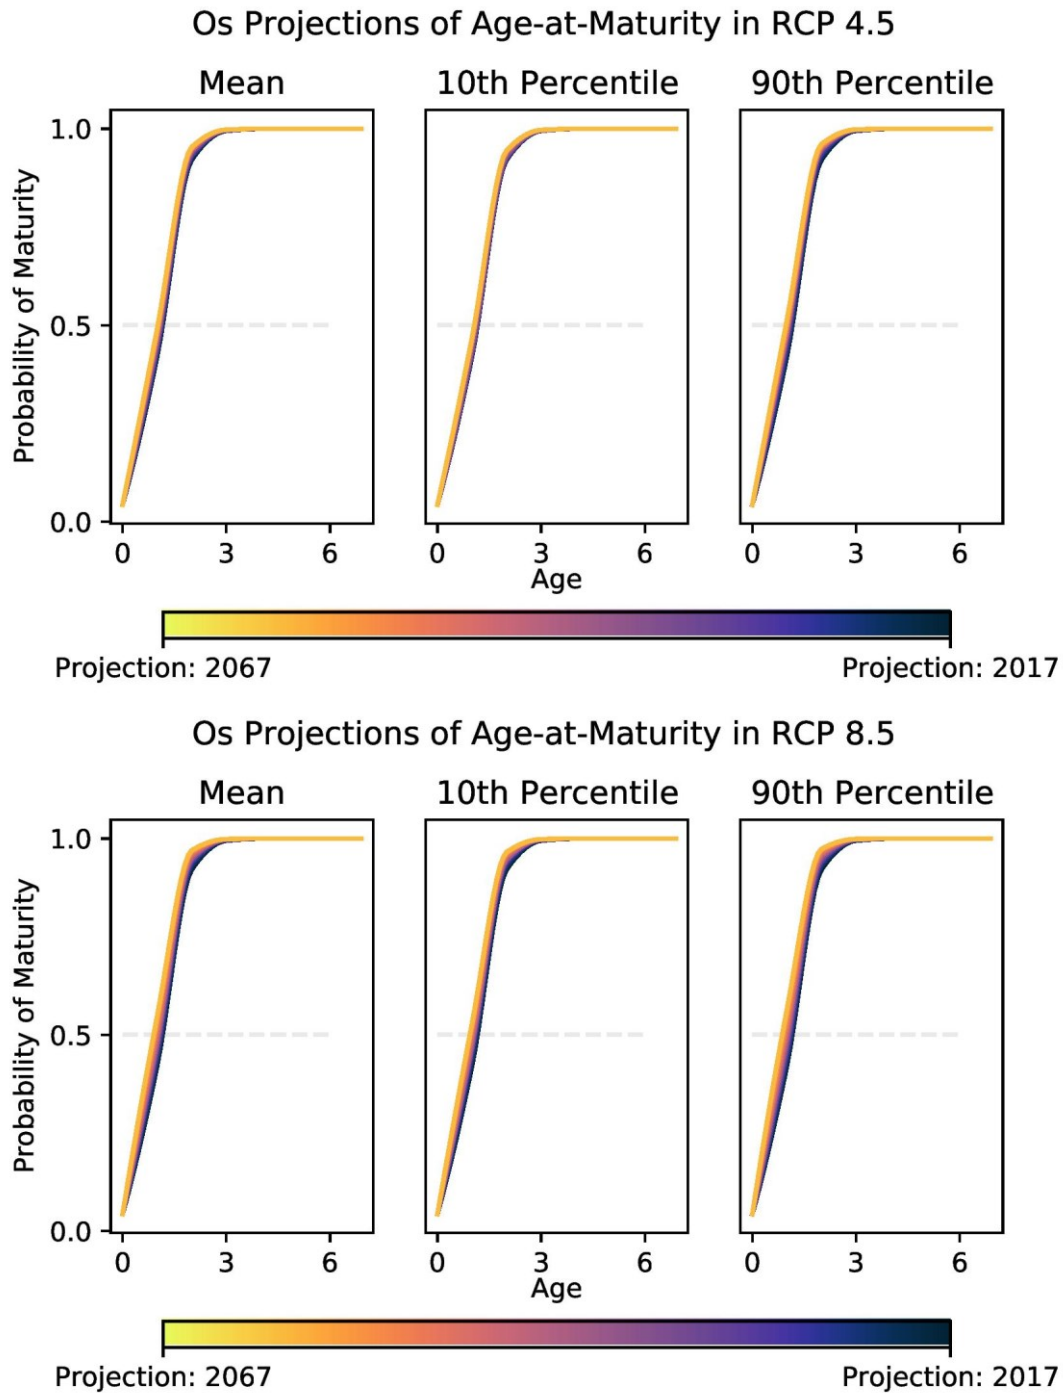 Os Projections of Age-at-Maturity in RCP 4.5
Mean 10th Percentile 90th Percentile
Probability of Maturity
1.0
0.5
0.0
0 3 6 0 3 6 0 3 6
Age
Projection: 2067 Projection: 2017
Os Projections of Age-at-Maturity in RCP 8.5
Mean 10th Percentile 90th Percentile
Probability of Maturity
1.0
0.5
0.0
0 3 6 0 3 6 0 3 6
Age
Projection: 2067 Projection: 2017